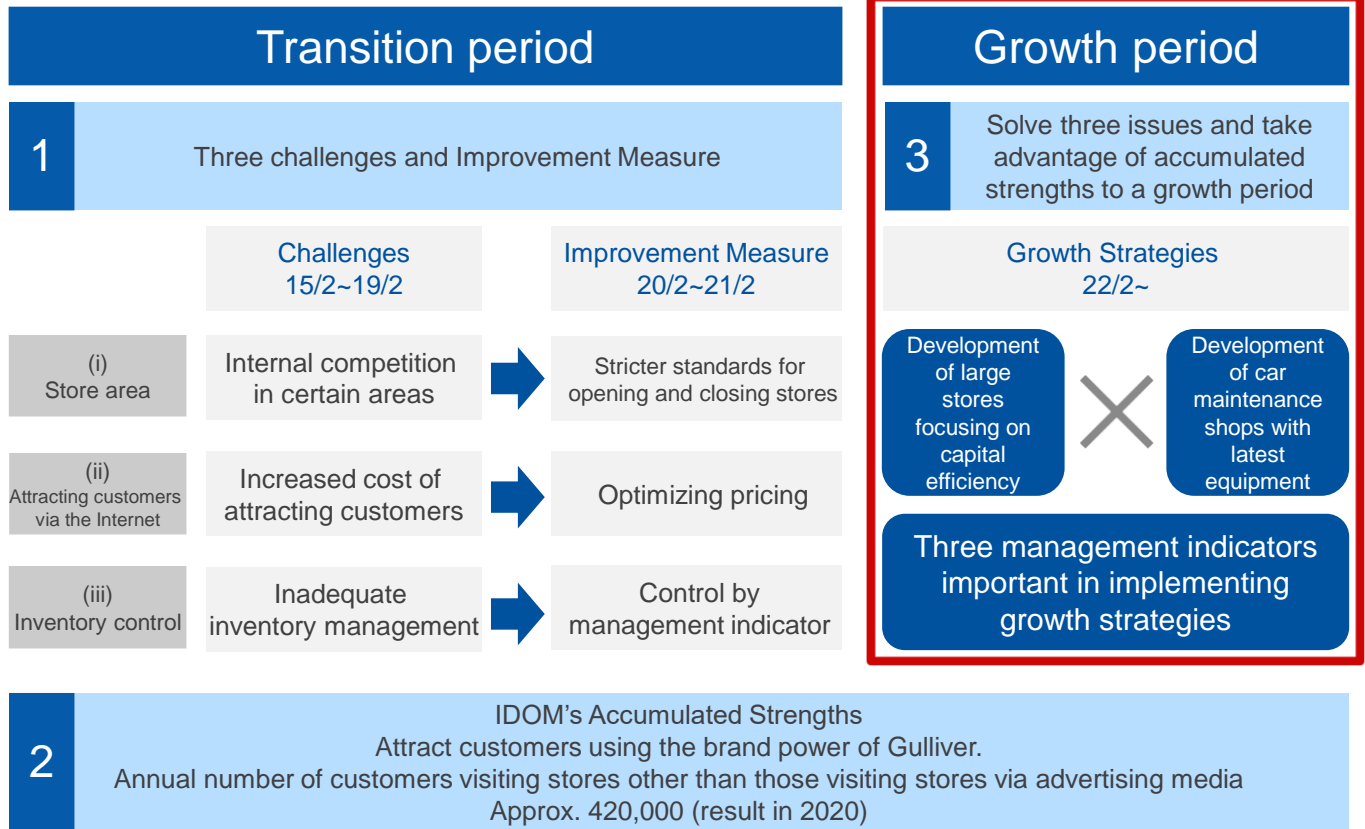 Transition period
1
Three challenges and Improvement Measure
Challenges
15/2~19/2
Improvement Measure
20/2~21/2
(i)
Store area
Internal competition
in certain areas
Stricter standards for
opening and closing stores
(ii)
Attracting customers
via the Internet
Increased cost of
attracting customers
Optimizing pricing
(iii)
Inventory control
Inadequate
inventory management
Control by
management indicator
Growth period
3
Solve three issues and take
advantage of accumulated
strengths to a growth period
Growth Strategies
22/2~
Development
of large
stores
focusing on
capital
efficiency
Development
of car
maintenance
shops with
latest
equipment
Three management indicators
important in implementing
growth strategies
2
IDOM's Accumulated Strengths
Attract customers using the brand power of Gulliver.
Annual number of customers visiting stores other than those visiting stores via advertising media
Approx. 420,000 (result in 2020)